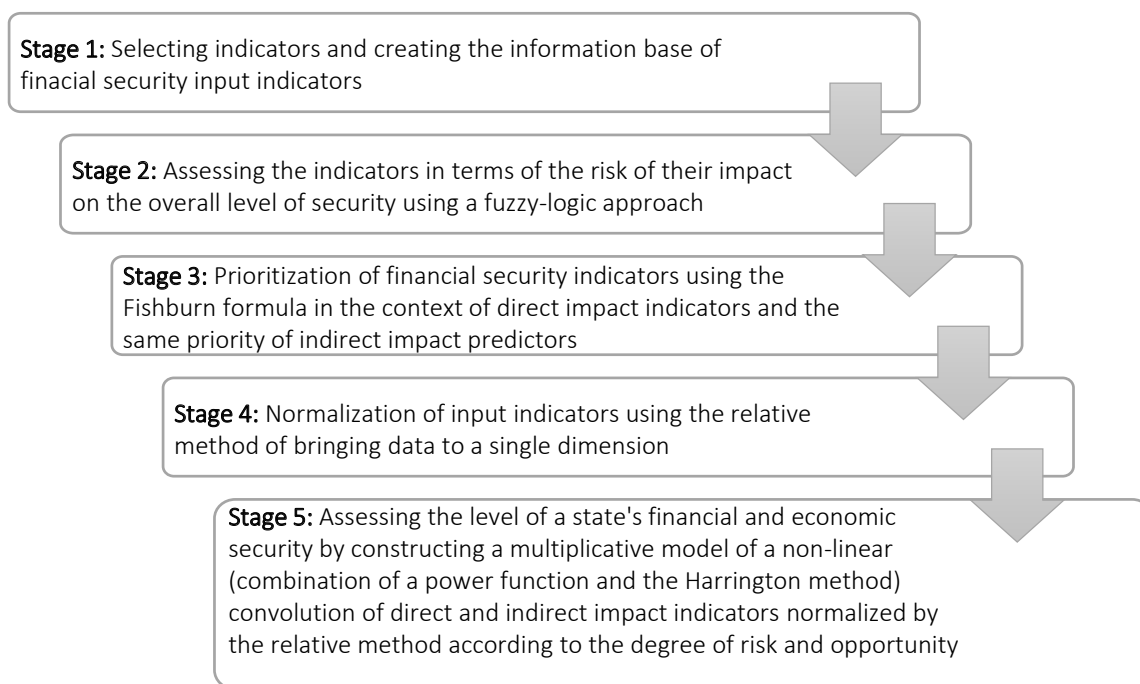 Stage 1: Selecting indicators and creating the information base of
finacial security input indicators
Stage 2: Assessing the indicators in terms of the risk of their impact
on the overall level of security using a fuzzy-logic approach
Stage 3: Prioritization of financial security indicators using the
Fishburn formula in the context of direct impact indicators and the
same priority of indirect impact predictors
Stage 4: Normalization of input indicators using the relative
method of bringing data to a single dimension
Stage 5: Assessing the level of a state's financial and economic
security by constructing a multiplicative model of a non-linear
(combination of a power function and the Harrington method)
convolution of direct and indirect impact indicators normalized by
the relative method according to the degree of risk and opportunity